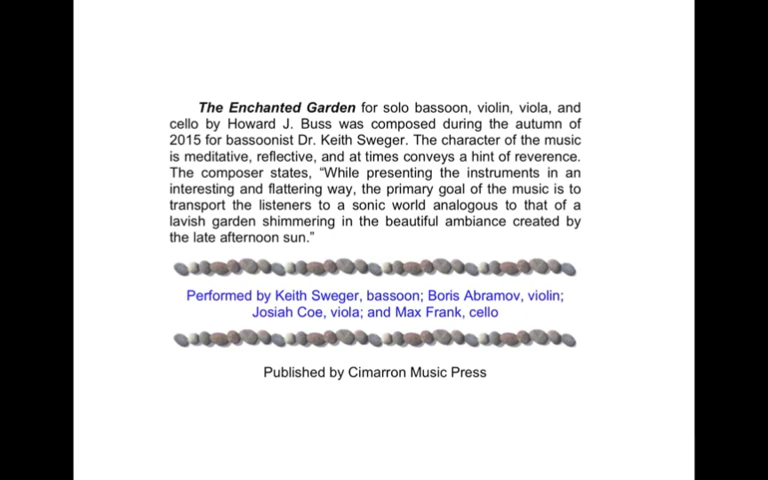 The Enchanted Garden for solo bassoon, violin, viola, and
cello by Howard J. Buss was composed during the autumn of
2015 for bassoonist Dr. Keith Sweger. The character of the music
is meditative, reflective, and at times conveys a hint of reverence.
The composer states, “While presenting the instruments in an
interesting and flattering way, the primary goal of the music is to
transport the listeners to a sonic world analogous to that of a
lavish garden shimmering in the beautiful ambiance created by
the late afternoon sun.”
Performed by Keith Sweger, bassoon; Boris Abramov, violin;
Josiah Coe, viola; and Max Frank, cello
Published by Cimarron Music Press